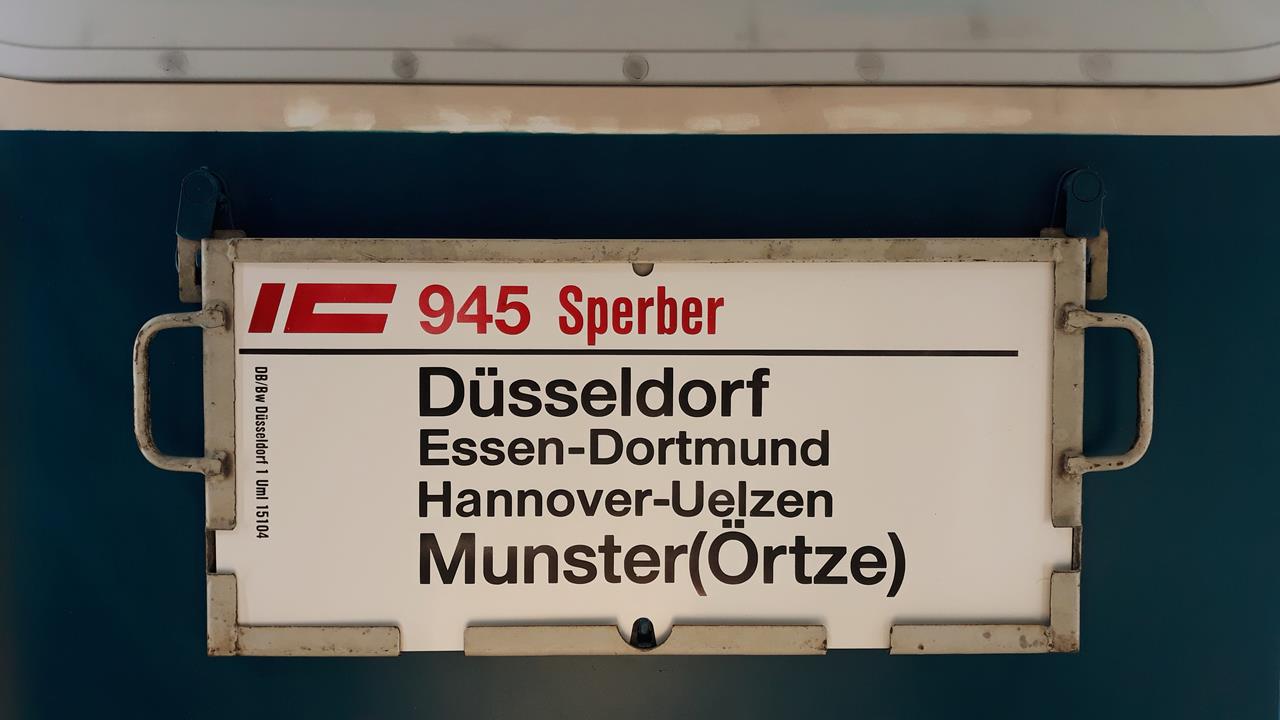 IC 945 Sperber
Düsseldorf
Essen-Dortmund
Hannover-Uelzen
Munster(Örtze)
DB/Bw Düsseldorf 1 Uml 15104